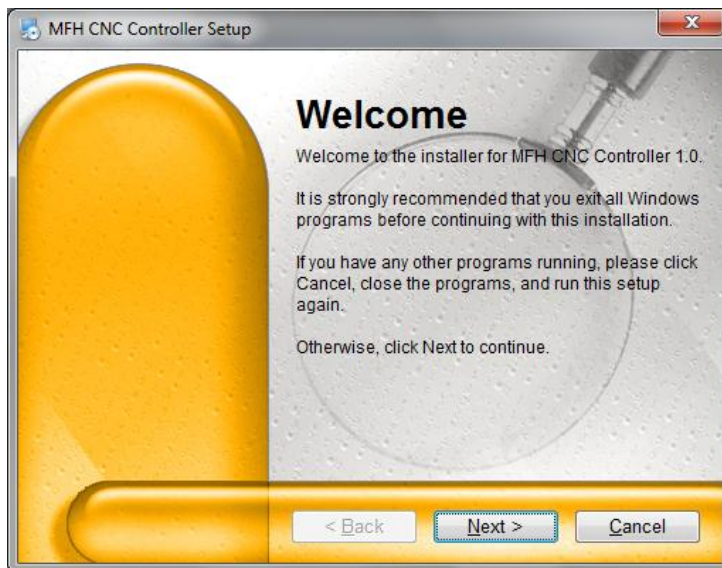 MFH CNC Controller Setup
Welcome
Welcome to the installer for MFH CNC Controller 1.0.
It is strongly recommended that you exit all Windows
programs before continuing with this installation.
If you have any other programs running, please click
Cancel, close the programs, and run this setup
again.
Otherwise, click Next to continue.
< Back
Next >
Cancel